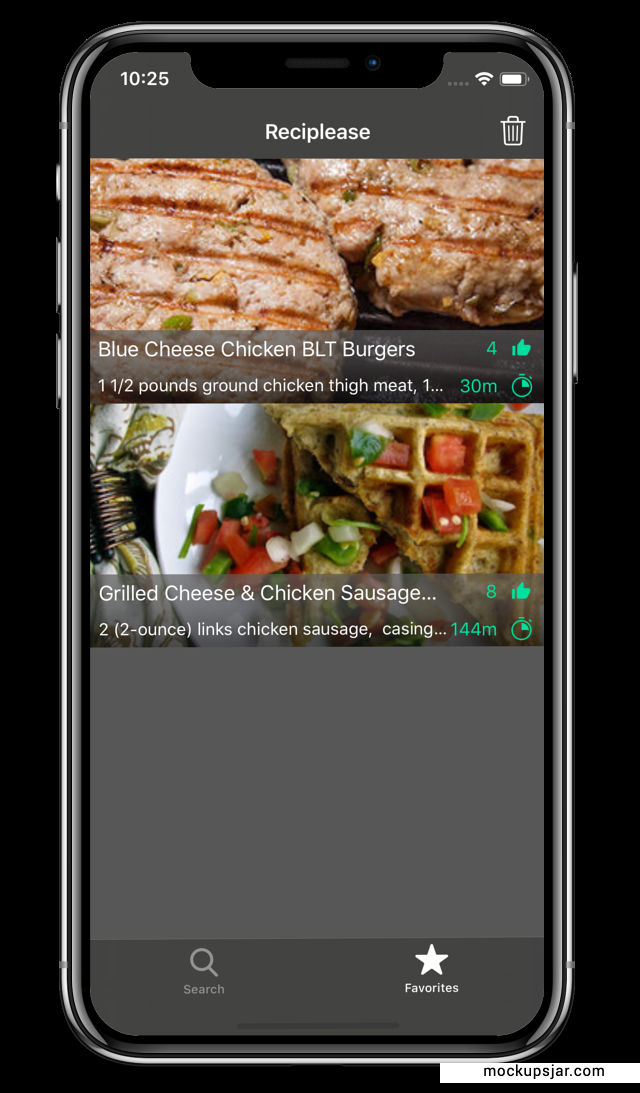 10:25
Reciplease
Blue Cheese Chicken BLT Burgers 4
1 1/2 pounds ground chicken thigh meat, 1... 30m
Grilled Cheese & Chicken Sausage... 8
2 (2-ounce) links chicken sausage,  casing... 144m
Search Favorites
mockupsjar.com